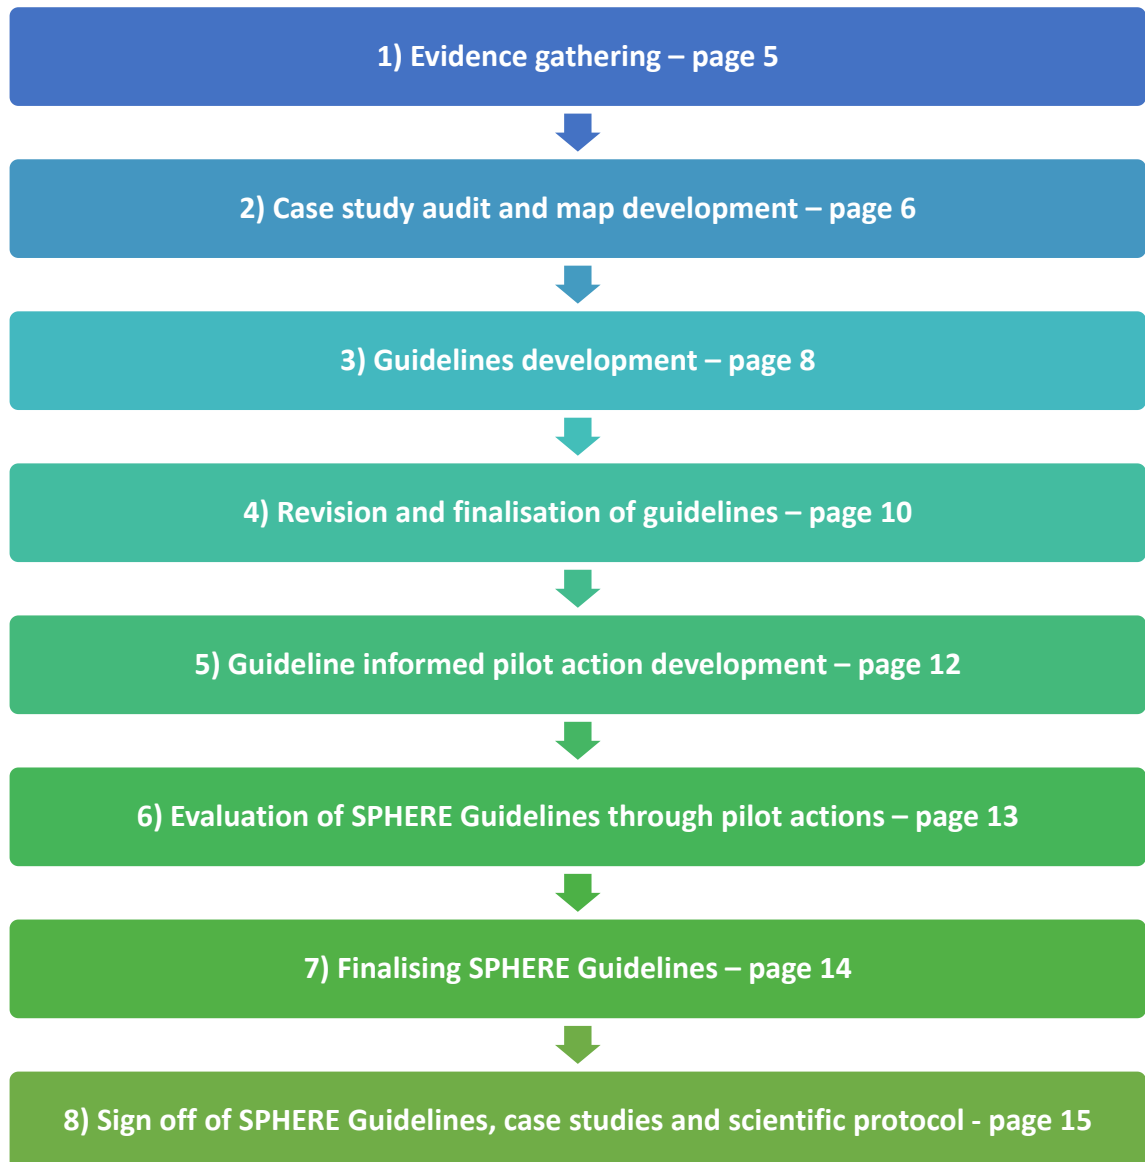 1) Evidence gathering – page 5
2) Case study audit and map development – page 6
3) Guidelines development – page 8
4) Revision and finalisation of guidelines – page 10
5) Guideline informed pilot action development – page 12
6) Evaluation of SPHERE Guidelines through pilot actions – page 13
7) Finalising SPHERE Guidelines – page 14
8) Sign off of SPHERE Guidelines, case studies and scientific protocol - page 15